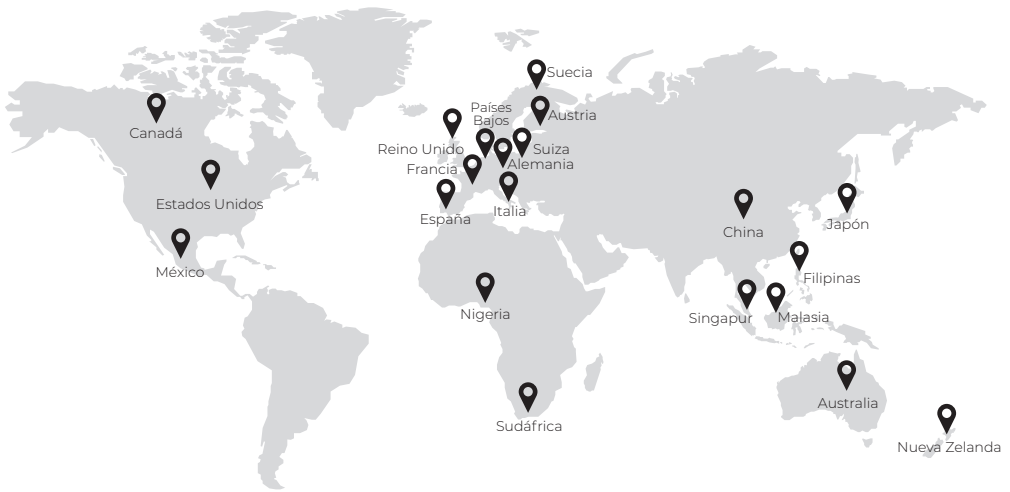 Suecia
Países
Bajos
Austria
Canadá
Reino Unido
Suiza
Alemania
Francia
Estados Unidos
Italia
España
Japón
China
México
Filipinas
Nigeria
Singapur
Malasia
Australia
Sudáfrica
Nueva Zelanda